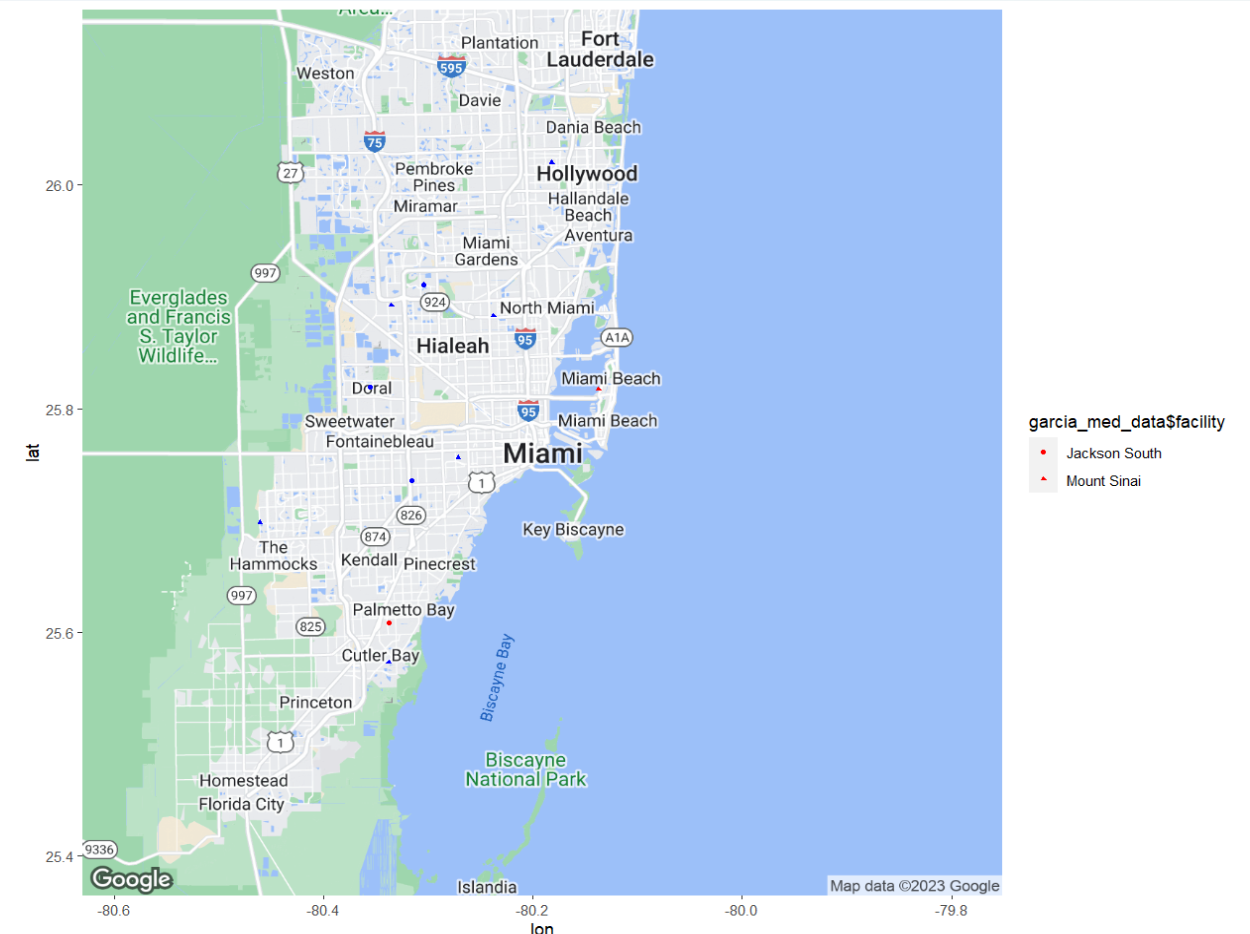 Area...
Plantation
Fort
Lauderdale
595
Weston
Davie
Dania Beach
75
27
Pembroke
Pines
Hollywood
26.0
Miramar
Hallandale
Beach
Aventura
Miami
Gardens
997
924
North Miami
Everglades
and Francis
S. Taylor
Wildlife...
95
A1A
Hialeah
Doral
Miami Beach
25.8
95
Sweetwater
Miami Beach
Fontainebleau
Miami
lat
garcia_med_data$facility
Jackson South
Mount Sinai
1
826
Key Biscayne
874
The
Hammocks
Kendall
Pinecrest
997
Palmetto Bay
825
25.6
Cutler Bay
Biscayne Bay
Princeton
1
Biscayne
National Park
Homestead
Florida City
25.4
9336
Google
Islandia
Map data ©2023 Google
-80.6
-80.4
-80.2
-80.0
-79.8
lon